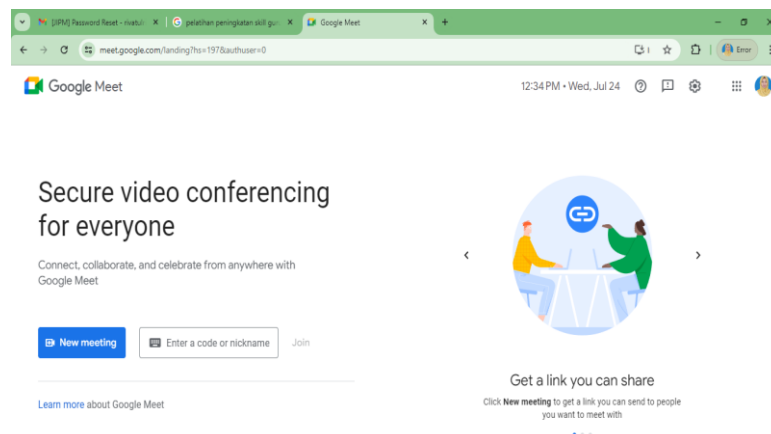 [JIPM] Password Reset - rivatuli
pelatihan peningkatan skill gur
Google Meet
meet.google.com/landing?hs=197&authuser=0
1
Error
Google Meet
12:34 PM • Wed, Jul 24
Secure video conferencing
for everyone
Connect, collaborate, and celebrate from anywhere with
Google Meet
New meeting
Enter a code or nickname
Join
Learn more about Google Meet
Get a link you can share
Click New meeting to get a link you can send to people
you want to meet with